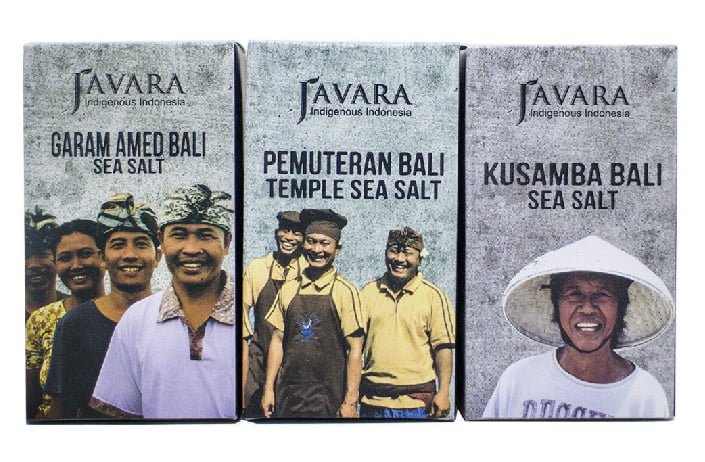 JAVARA
Indigenous Indonesia
GARAM AMED BALI
SEA SALT
JAVARA
Indigenous Indonesia
PEMUTERAN BALI
TEMPLE SEA SALT
JAVARA
Indigenous Indonesia
KUSAMBA BALI
SEA SALT